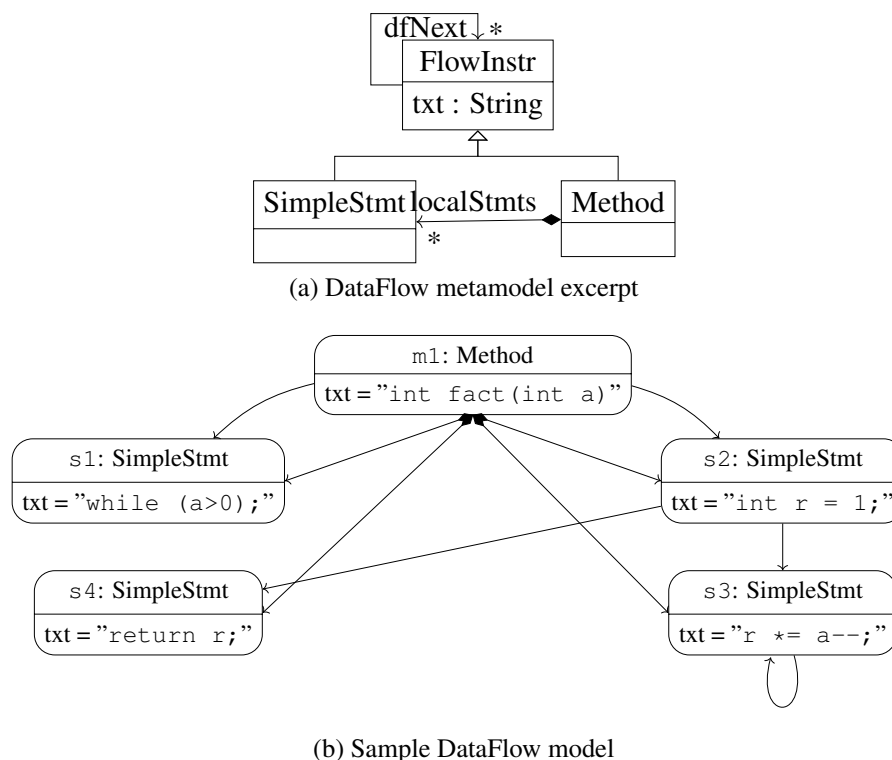 dfNext *
FlowInstr
txt : String
SimpleStmt localStmts Method
*
(a) DataFlow metamodel excerpt
m1: Method
txt = ”int fact(int a)”
s1: SimpleStmt s2: SimpleStmt
txt = ”while (a>0);” txt = ”int r = 1;”
s4: SimpleStmt s3: SimpleStmt
txt = ”return r;” txt = ”r *= a--;”
(b) Sample DataFlow model